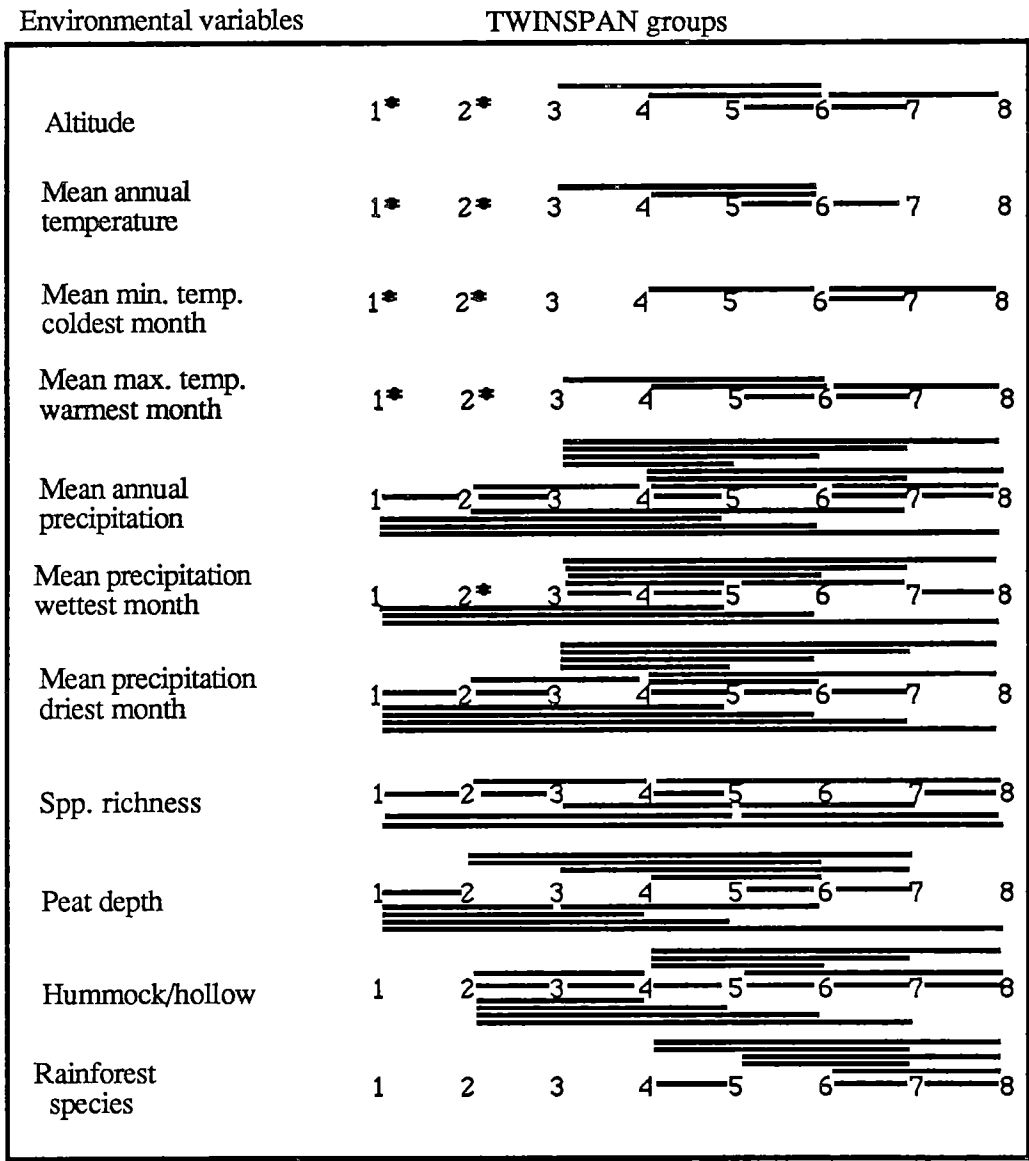 Environmental variables TWINSPAN groups
Altitude 1* 2* 3 4 5 6 7 8
Mean annual
temperature 1* 2* 3 4 5 6 7 8
Mean min. temp.
coldest month 1* 2* 3 4 5 6 7 8
Mean max. temp.
warmest month 1* 2* 3 4 5 6 7 8
Mean annual
precipitation 1 2 3 4 5 6 7 8
Mean precipitation
wettest month 1 2* 3 4 5 6 7 8
Mean precipitation
driest month 1 2 3 4 5 6 7 8
Spp. richness 1 2 3 4 5 6 7 8
Peat depth 1 2 3 4 5 6 7 8
Hummock/hollow 1 2 3 4 5 6 7 8
Rainforest
species 1 2 3 4 5 6 7 8